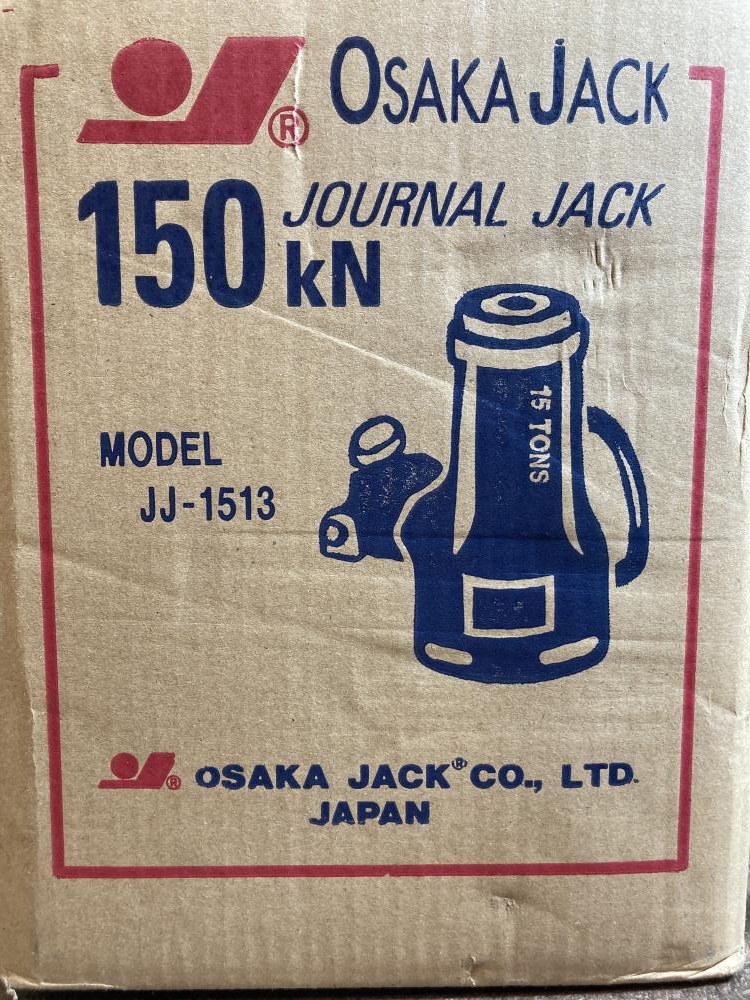 ® OSAKA JACK
JOURNAL JACK
150 kN
15 TONS
MODEL
JJ-1513
® OSAKA JACK® CO., LTD.
JAPAN